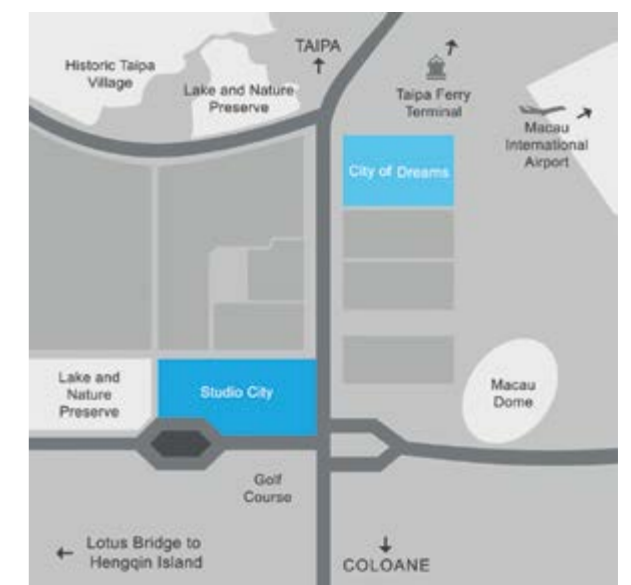 TAIPA
Historic Taipa
Village
Lake and Nature
Preserve
Taipa Ferry
Terminal
Macau
International
Airport
City of Dreams
Lake and
Nature
Preserve
Studio City
Macau
Dome
Golf
Course
Lotus Bridge to
Hengqin Island
COLOANE